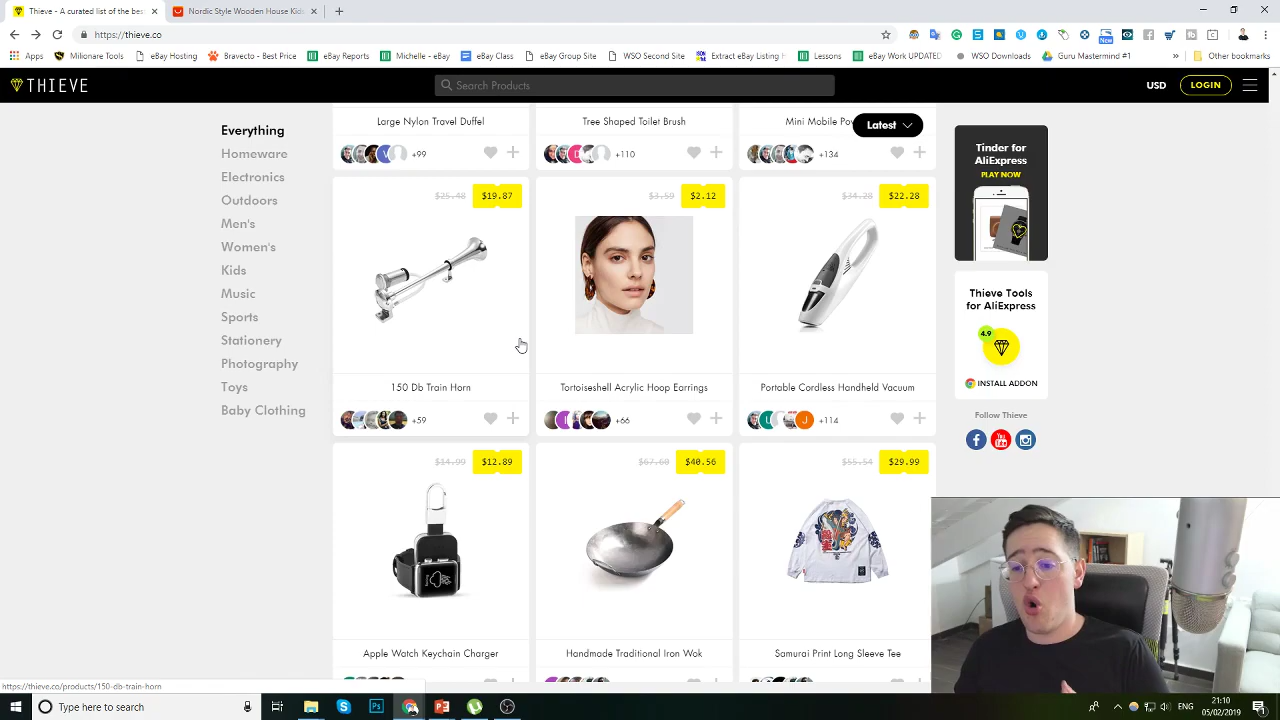 Thieve - A curated list of the best
Nordic Style Wooden House Kids
https://thieve.co
Apps
Milionare Tools
eBay Hosting
Bravecto - Best Price
eBay Reports
eBay Class
eBay Group Site
WSO Second Site
Extract eBay Listing
Lessons
eBay Work UPDATED
WSO Downloads
Guru Mastermind #1
Other bookmarks
New
THIEVE
Search Products
USD
LOGIN
Everything
Homeware
Electronics
Outdoors
Men's
Women's
Kids
Music
Sports
Stationery
Photography
Toys
Baby Clothing
Latest
Large Nylon Travel Duffel
Tree Shaped Toilet Brush
Mini Mobile Po
+99
+110
+134
$25.48 $19.87
$3.59 $2.12
$34.28 $22.28
150 Db Train Horn
Tortoiseshell Acrylic Hoop Earrings
Portable Cordless Handheld Vacuum
+59
+66
+114
$14.99 $12.89
$67.60 $40.56
$55.54 $29.99
Apple Watch Keychain Charger
Handmade Traditional Iron Wok
Samurai Print Long Sleeve Tee
Tinder for
AliExpress
PLAY NOW
Thieve Tools
for AliExpress
4.9
INSTALL ADDON
Follow Thieve
You
Tube
https://thieve.co/products/150-db-train-horn
Type here to search
ENG
21:10
05/02/2019